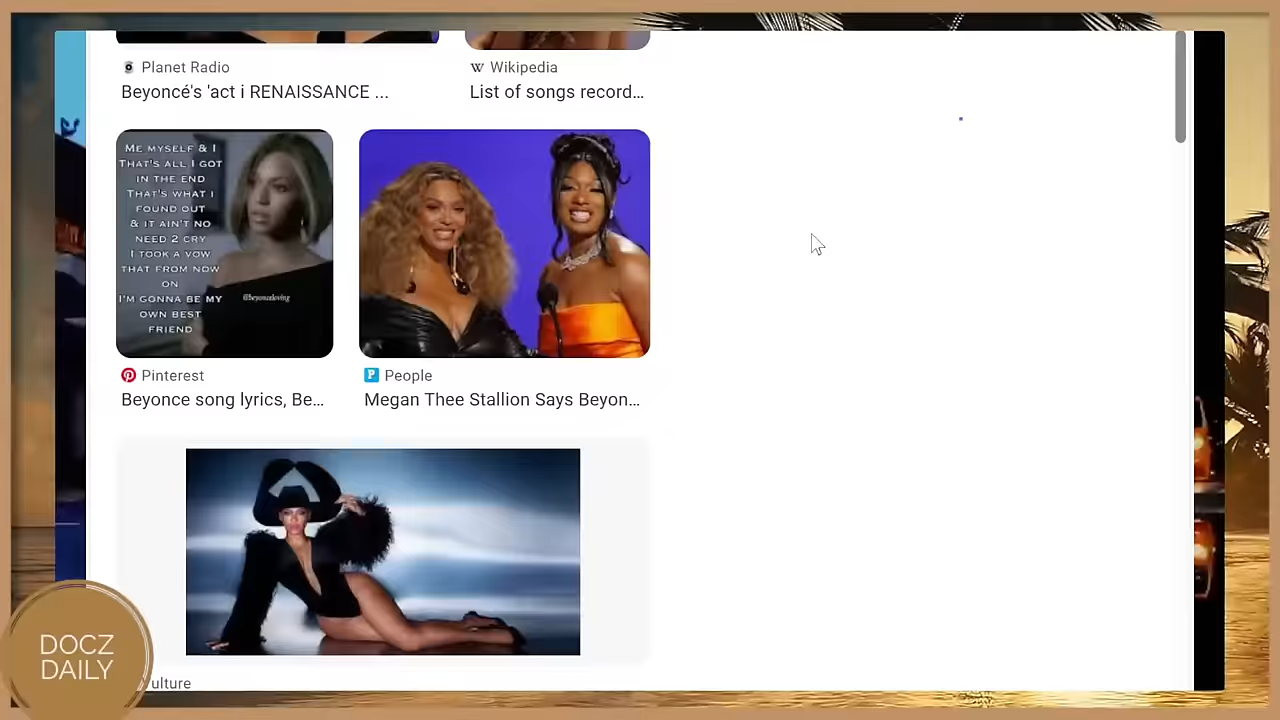 Planet Radio
Beyoncé's 'act i RENAISSANCE ...
Wikipedia
List of songs record...
ME MYSELF & I
THAT'S ALL I GOT
IN THE END
THAT'S WHAT I
FOUND OUT
& IT AIN'T NO
NEED 2 CRY
I TOOK A VOW
THAT FROM NOW
ON
I'M GONNA BE MY
OWN BEST
FRIEND
@beyonceloving
Pinterest
Beyonce song lyrics, Be...
People
Megan Thee Stallion Says Beyon...
ulture
DOCZ
DAILY